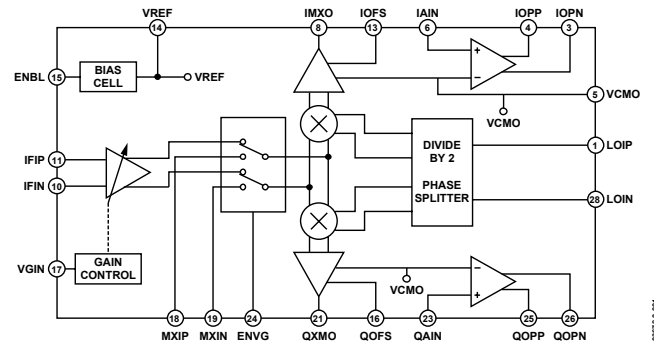 VREF
IMXO
IOFS
IAIN
IOPP
IOPN
14
8
13
6
4
3
ENBL
15
BIAS
CELL
VREF
5
VCMO
VCMO
IFIP
11
IFIN
10
DIVIDE
BY 2
PHASE
SPLITTER
1
LOIP
28
LOIN
VGIN
17
GAIN
CONTROL
VCMO
18
19
24
21
16
23
25
26
MXIP
MXIN
ENVG
QXMO
QOFS
QAIN
QOPP
QOPN